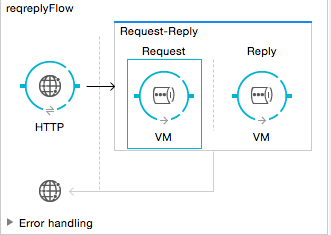 reqreplyFlow
Request-Reply
Request
Reply
HTTP
VM
VM
Error handling